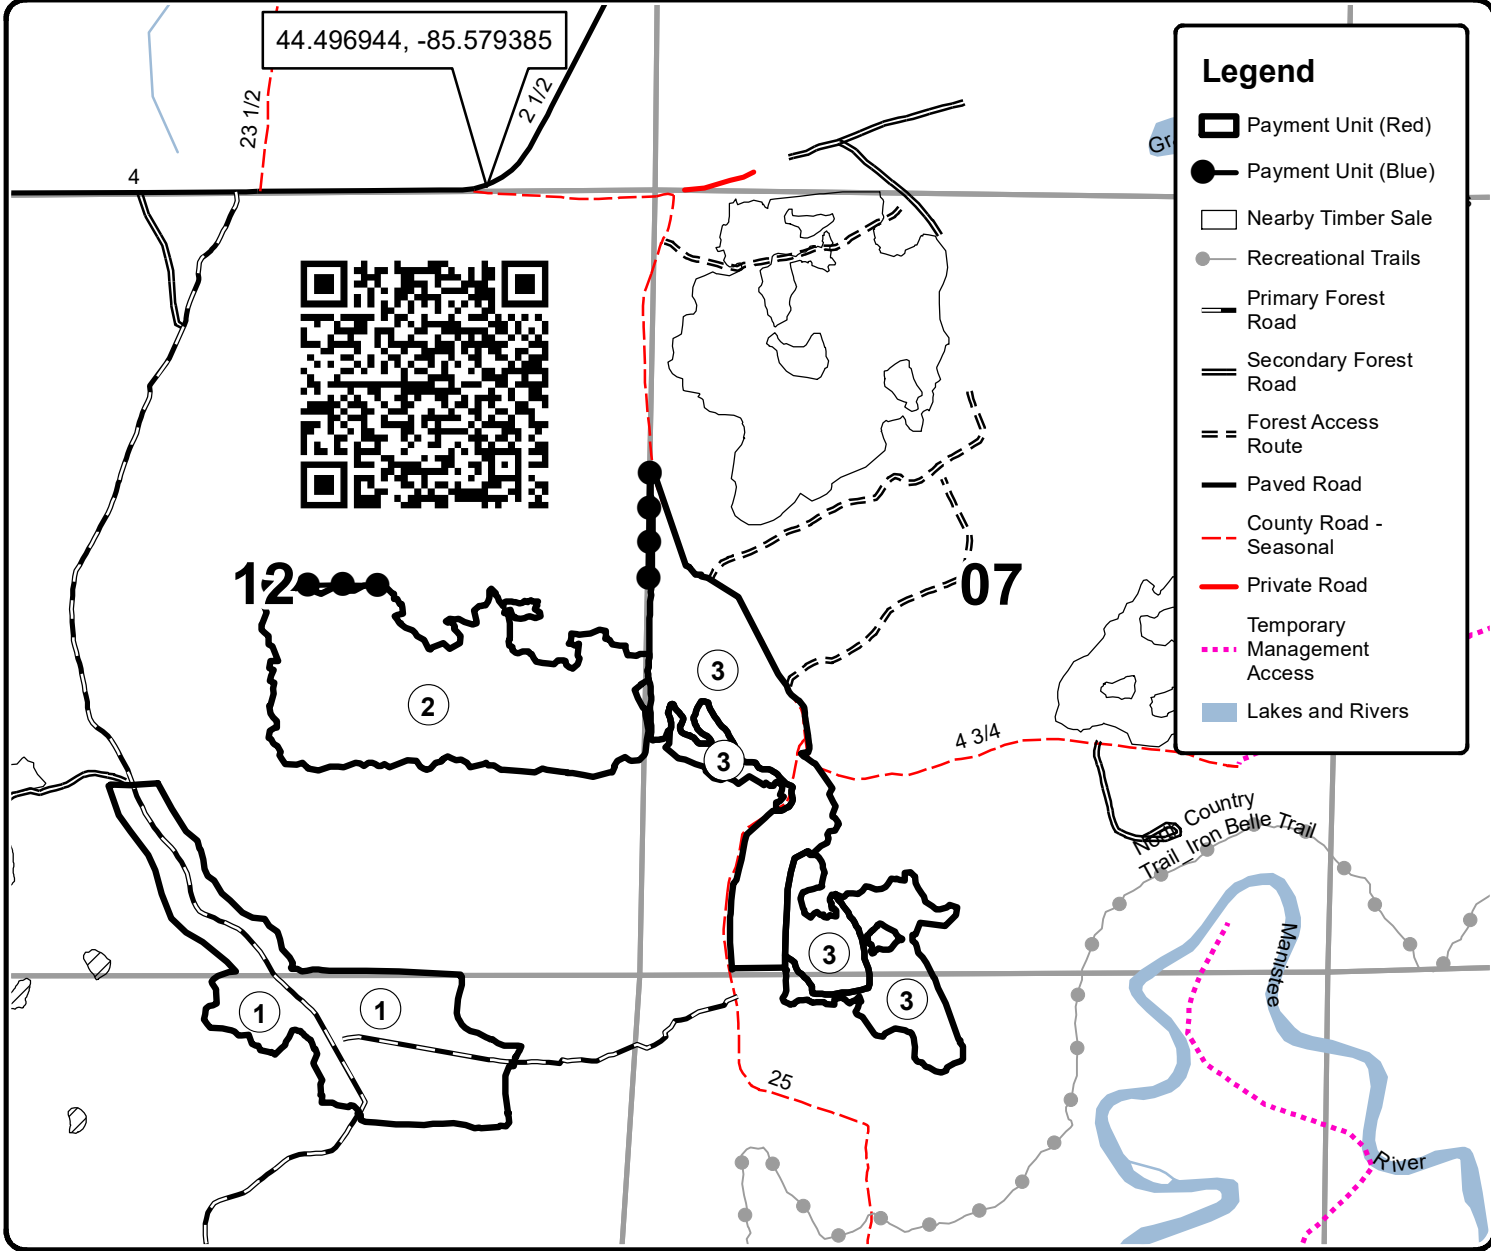 44.496944, -85.579385
23 1/2
2 1/2
4
Gr
12
07
2
3
3
4 3/4
North Country
Trail_Iron Belle Trail
3
3
1
1
25
Manistee
River
Legend
Payment Unit (Red)
Payment Unit (Blue)
Nearby Timber Sale
Recreational Trails
Primary Forest
Road
Secondary Forest
Road
Forest Access
Route
Paved Road
County Road -
Seasonal
Private Road
Temporary
Management
Access
Lakes and Rivers